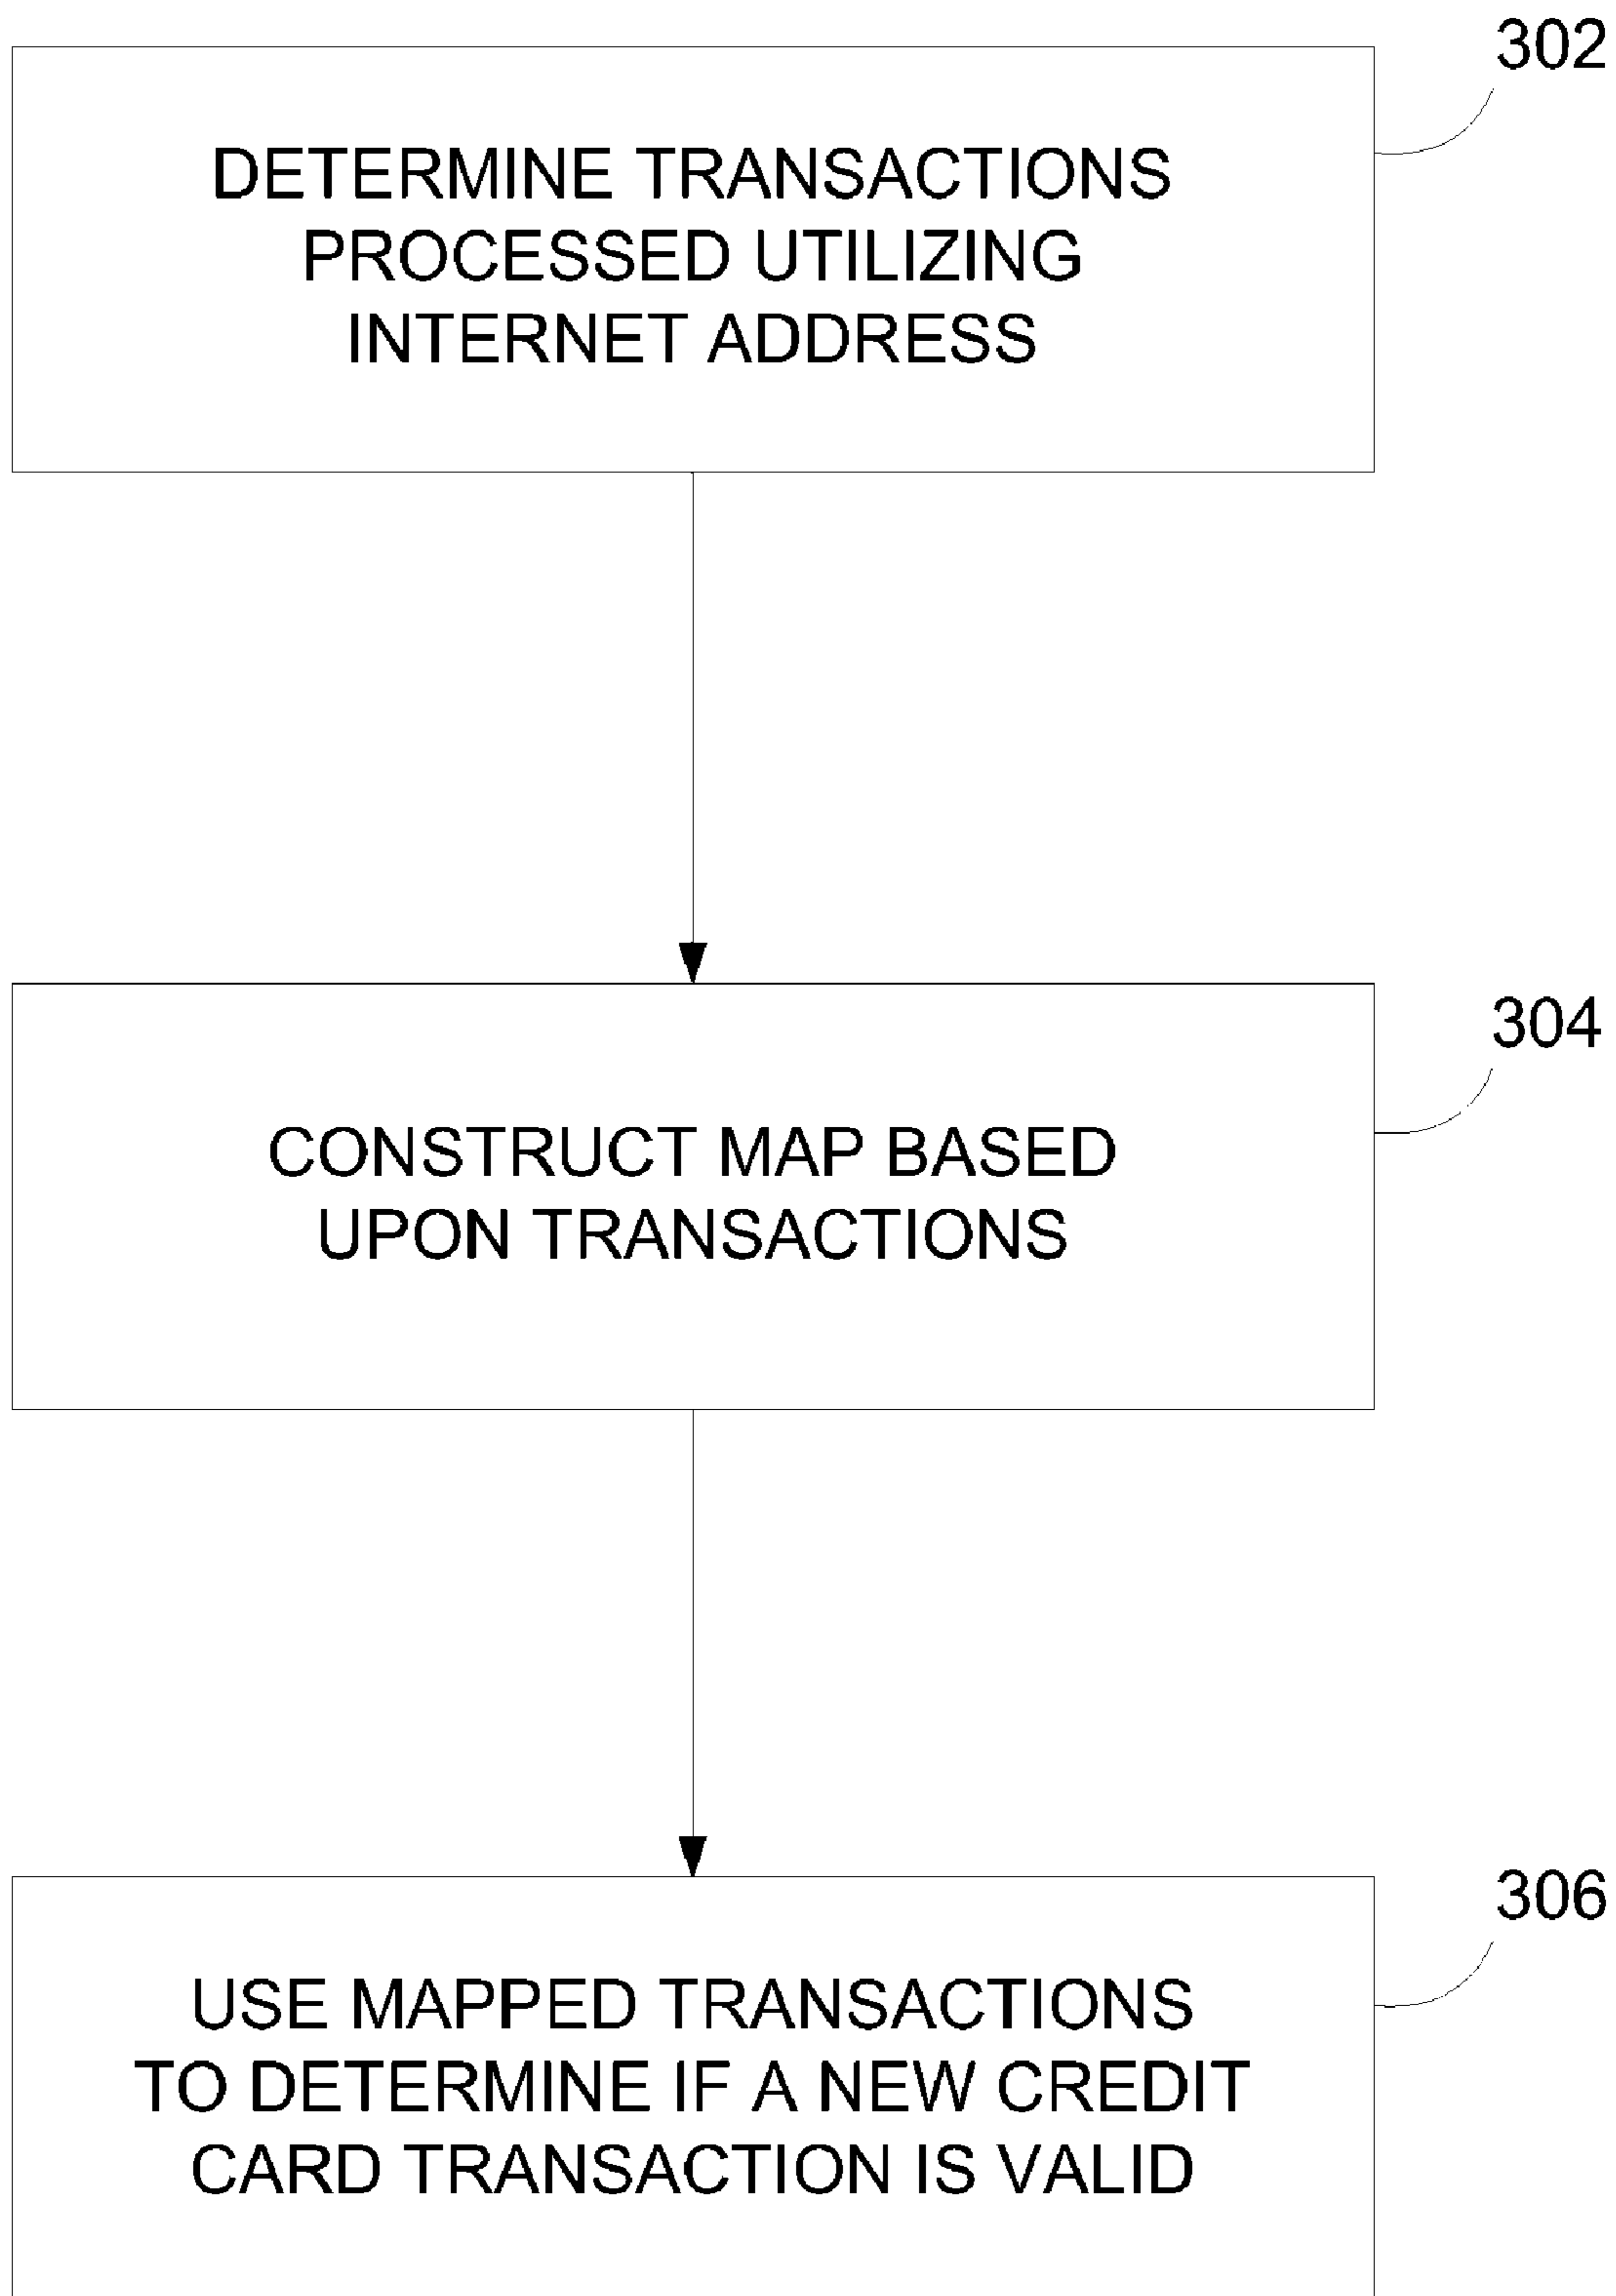 302
DETERMINE TRANSACTIONS
PROCESSED UTILIZING
INTERNET ADDRESS
304
CONSTRUCT MAP BASED
UPON TRANSACTIONS
306
USE MAPPED TRANSACTIONS
TO DETERMINE IF A NEW CREDIT
CARD TRANSACTION IS VALID